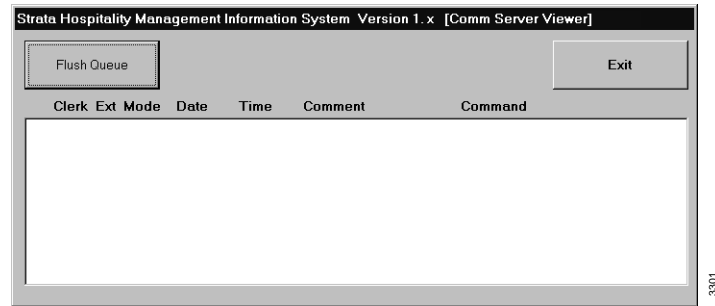 Strata Hospitality Management Information System Version 1.x [Comm Server Viewer]
Flush Queue Exit
Clerk Ext Mode Date Time Comment Command
3301